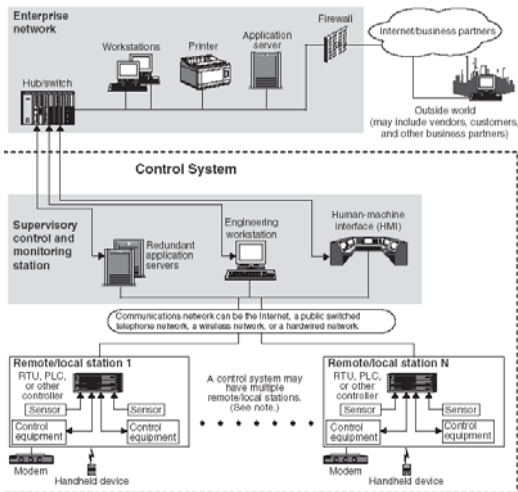 Enterprise
network
Workstations
Printer
Application
server
Firewall
Internet/business partners
Hub/switch
Outside world
(may include vendors, customers,
and other business partners)
Control System
Supervisory
control and
monitoring
station
Redundant
application
servers
Engineering
workstation
Human-machine
interface (HMI)
Communications network can be the Internet, a public switched
telephone network, a wireless network, or a hardwired network.
Remote/local station 1
RTU, PLC,
or other
controller
Sensor
Sensor
Control
equipment
Control
equipment
Modem
Handheld device
A control system may
have multiple
remote/local stations.
(See note.)
Remote/local station N
RTU, PLC,
or other
controller
Sensor
Sensor
Control
equipment
Control
equipment
Modem
Handheld device